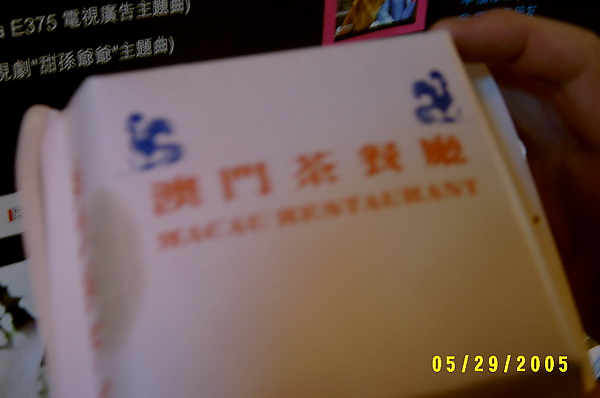 E375 電視廣告主題曲)
視劇"甜孫爺爺"主題曲)
澳門茶餐廳
MACAU RESTAURANT
05/29/2005